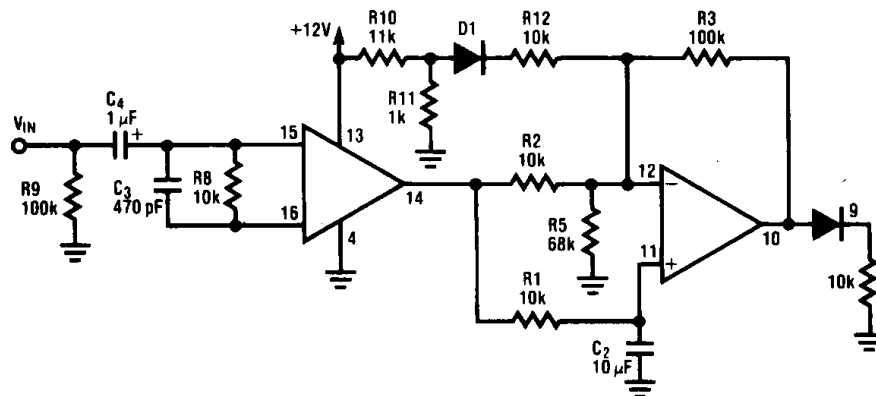 +12V
R10
11k
D1
R12
10k
R3
100k
R11
1k
VIN
C4
1 µF
+
15
13
R9
100k
C3
470 pF
R8
10k
16
14
4
R2
10k
12
−
R5
68k
11
+
10
9
10k
R1
10k
C2
10 µF